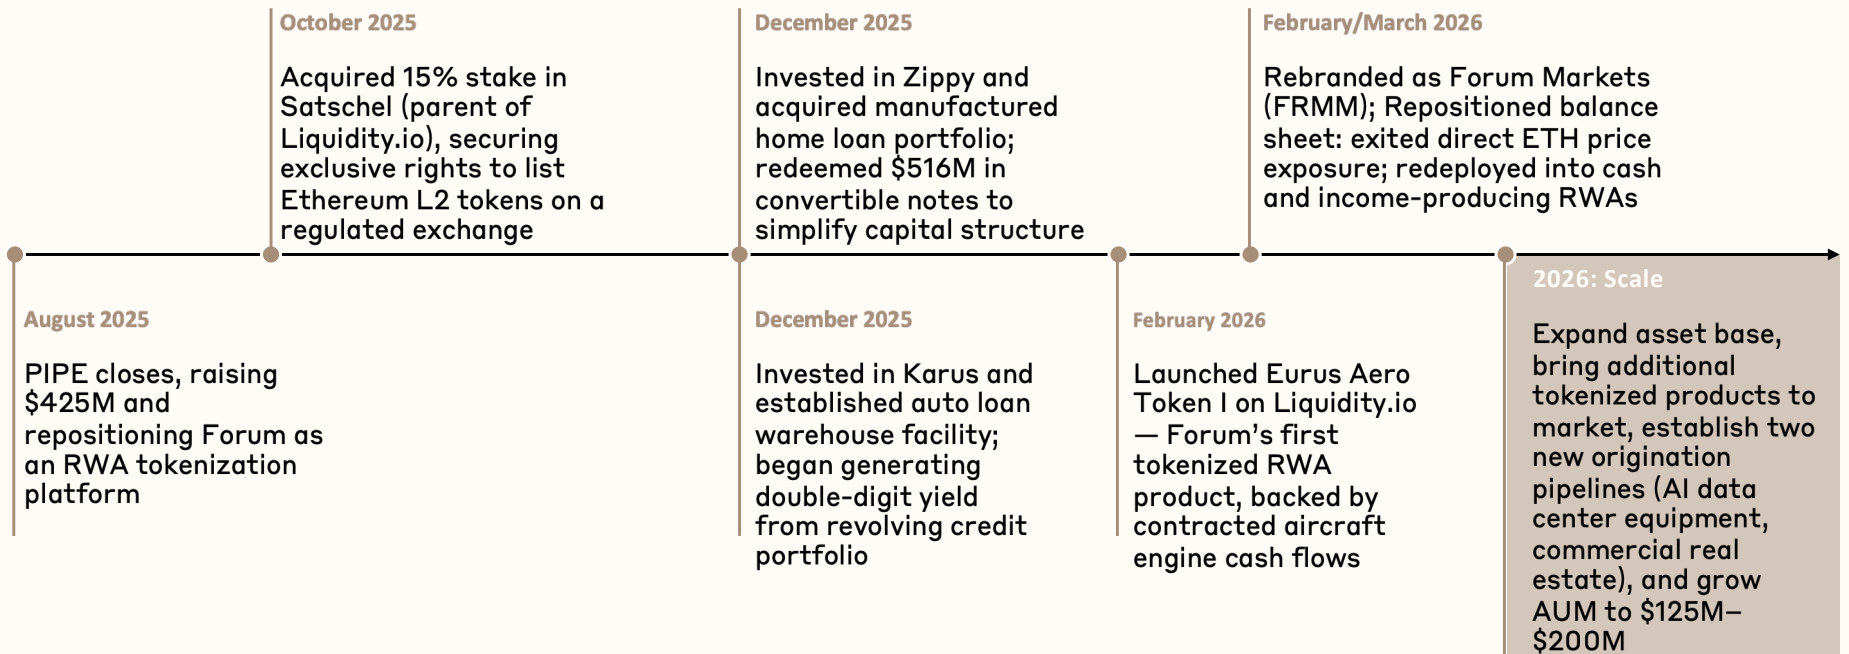 October 2025
Acquired 15% stake in
Satschel (parent of
Liquidity.io), securing
exclusive rights to list
Ethereum L2 tokens on a
regulated exchange
December 2025
Invested in Zippy and
acquired manufactured
home loan portfolio;
redeemed $516M in
convertible notes to
simplify capital structure
February/March 2026
Rebranded as Forum Markets
(FRMM); Repositioned balance
sheet: exited direct ETH price
exposure; redeployed into cash
and income-producing RWAs
August 2025
PIPE closes, raising
$425M and
repositioning Forum as
an RWA tokenization
platform
December 2025
Invested in Karus and
established auto loan
warehouse facility;
began generating
double-digit yield
from revolving credit
portfolio
February 2026
Launched Eurus Aero
Token I on Liquidity.io
— Forum’s first
tokenized RWA
product, backed by
contracted aircraft
engine cash flows
2026: Scale
Expand asset base,
bring additional
tokenized products to
market, establish two
new origination
pipelines (AI data
center equipment,
commercial real
estate), and grow
AUM to $125M–
$200M